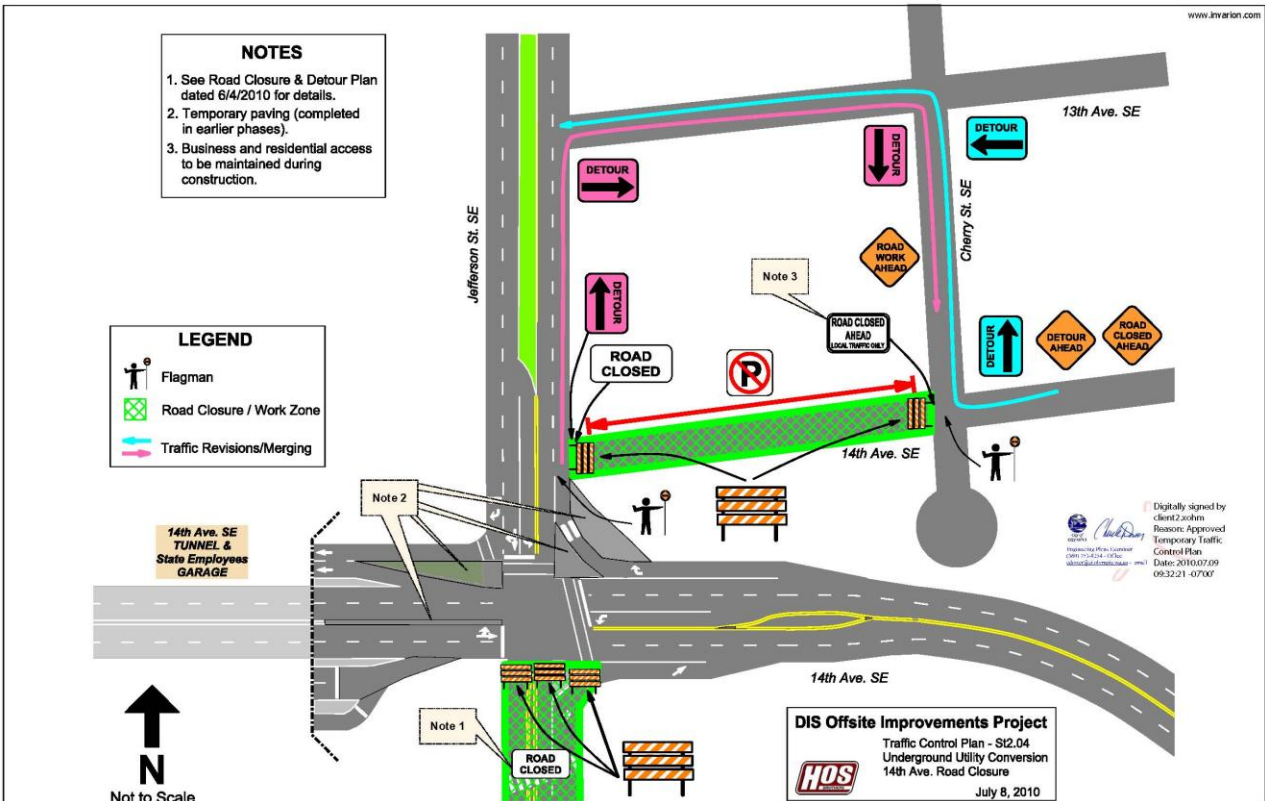 www.invarion.com
NOTES
1. See Road Closure & Detour Plan
dated 6/4/2010 for details.
2. Temporary paving (completed
in earlier phases).
3. Business and residential access
to be maintained during
construction.
13th Ave. SE
DETOUR
DETOUR
DETOUR
Jefferson St. SE
Cherry St. SE
ROAD
WORK
AHEAD
Note 3
DETOUR
ROAD CLOSED
AHEAD
LOCAL TRAFFIC ONLY
DETOUR
DETOUR
AHEAD
ROAD
CLOSED
AHEAD
LEGEND
Flagman
Road Closure / Work Zone
Traffic Revisions/Merging
ROAD
CLOSED
P
14th Ave. SE
Note 2
14th Ave. SE
TUNNEL &
State Employees
GARAGE
Digitally signed by
client2.xohm
Reason: Approved
Temporary Traffic
Control Plan
Date: 2010.07.09
09:32:21 -07'00'
Engineering Plans Examiner
14th Ave. SE
Note 1
ROAD
CLOSED
N
Not to Scale
DIS Offsite Improvements Project
Traffic Control Plan - St2.04
Underground Utility Conversion
14th Ave. Road Closure
July 8, 2010
HOS